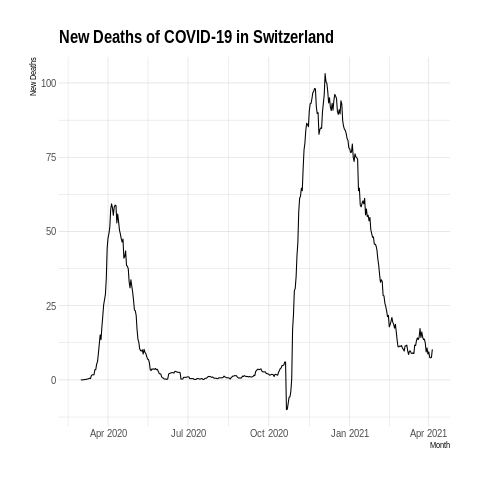 New Deaths of COVID-19 in Switzerland
New Deaths
100
75
50
25
0
Apr 2020 Jul 2020 Oct 2020 Jan 2021 Apr 2021
Month